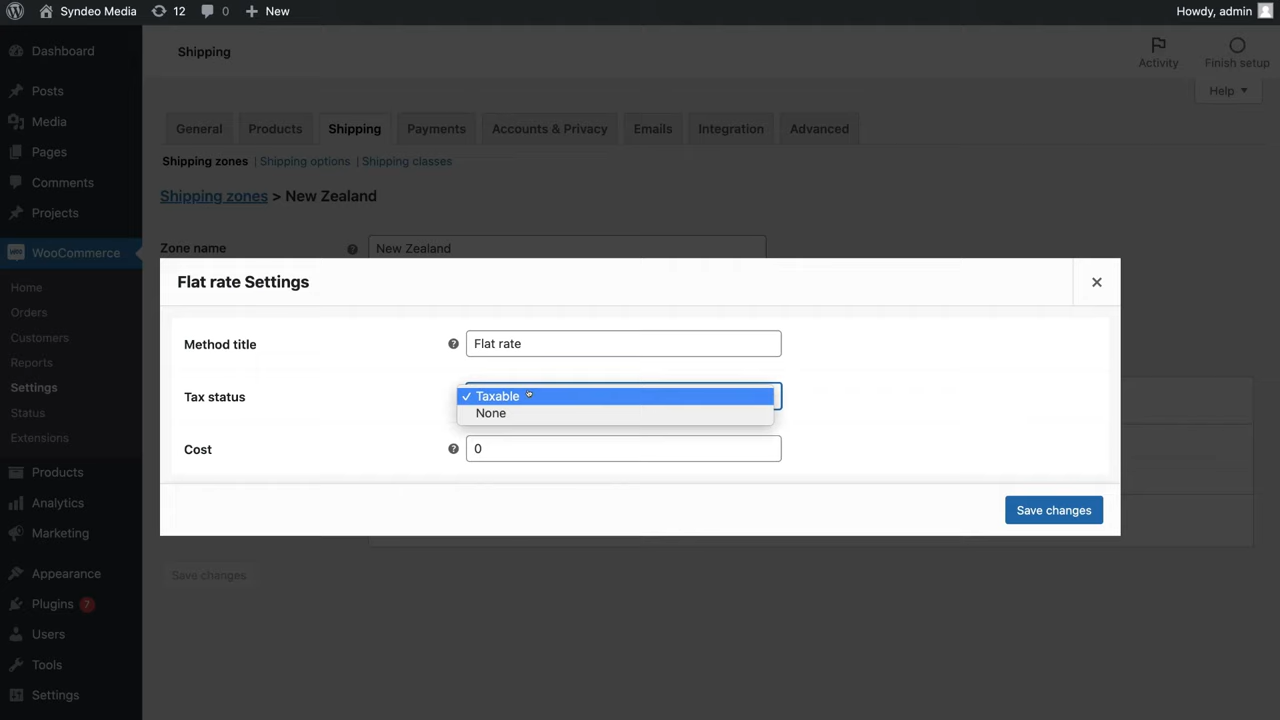 Syndeo Media 12 0 + New Howdy, admin
Dashboard
Posts
Media
Pages
Comments
Projects
WooCommerce
Home
Orders
Customers
Reports
Settings
Status
Extensions
Products
Analytics
Marketing
Appearance
Plugins 7
Users
Tools
Settings
Shipping
Activity Finish setup
Help
General Products Shipping Payments Accounts & Privacy Emails Integration Advanced
Shipping zones | Shipping options | Shipping classes
Shipping zones > New Zealand
Zone name ? New Zealand
Flat rate Settings
Method title ? Flat rate
Tax status ✓ Taxable
None
Cost ? 0
Save changes
Save changes